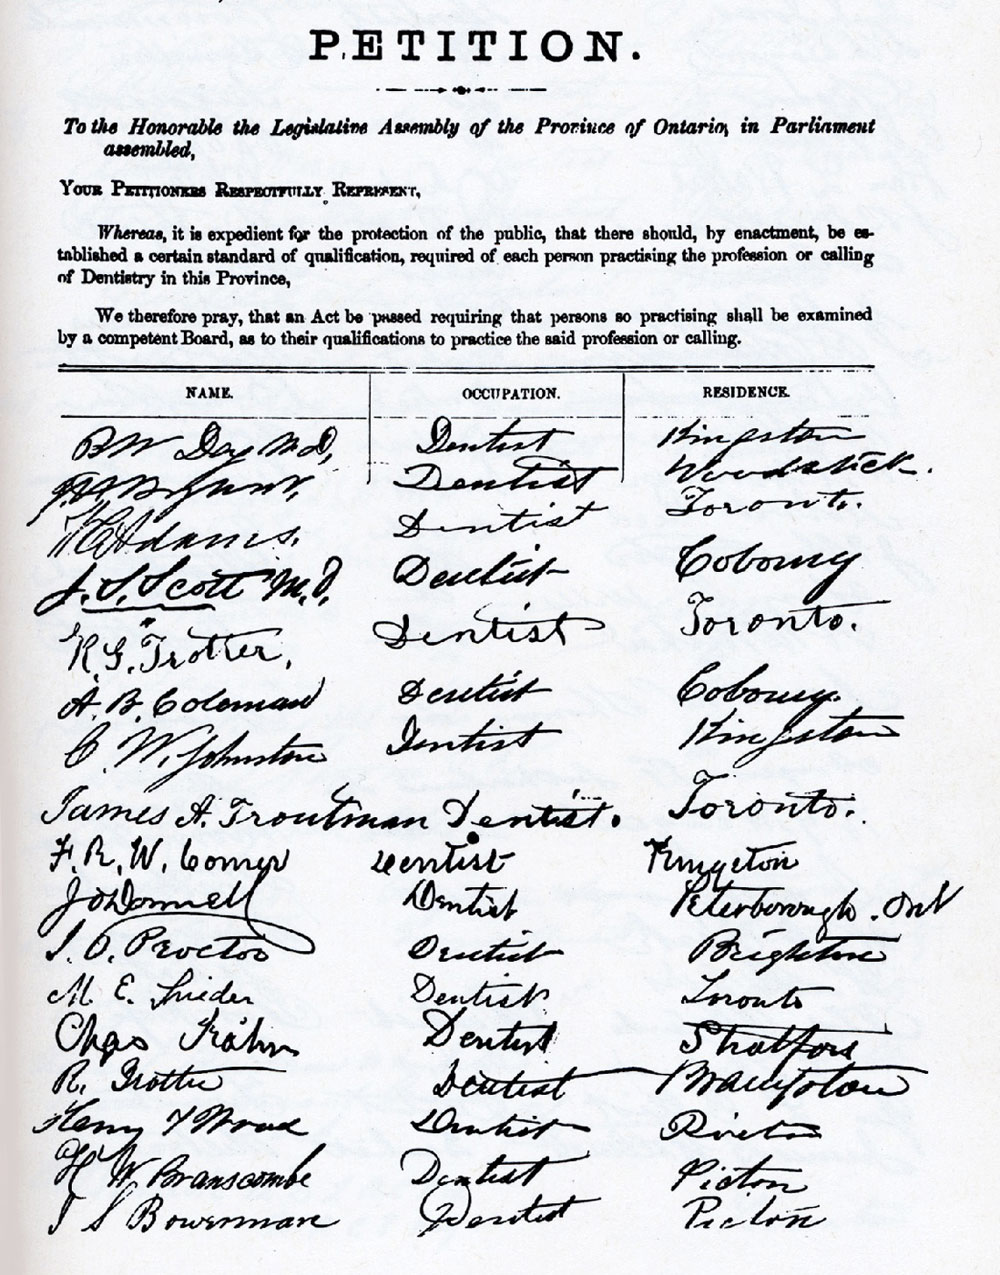 PETITION.
To the Honorable the Legislative Assembly of the Province of Ontario, in Parliament
assembled,
YOUR PETITIONERS RESPECTFULLY REPRESENT,
Whereas, it is expedient for the protection of the public, that there should, by enactment, be es-
tablished a certain standard of qualification, required of each person practising the profession or calling
of Dentistry in this Province,
We therefore pray, that an Act be passed requiring that persons so practising shall be examined
by a competent Board, as to their qualifications to practice the said profession or calling.
NAME. OCCUPATION. RESIDENCE.
B W Day M D, Dentist Kingston
Dentist Woodstock.
Adams. Dentist Toronto.
J. S. Scott M.D, Dentist Cobourg
R. G. Trotter, Dentist Toronto.
A. B. Coleman Dentist Cobourg.
C. W. Johnston Dentist Kingston
James A. Troutman Dentist. Toronto.
F. R. W. Comer Dentist Kingston
J O'Donnell Dentist Peterborough. Ont
Proctor Dentist Brighton
M. E. Snider Dentist Toronto
Chas Kahn Dentist Stratford
R. Trotter Dentist Brampton
Henry T Wood Dentist Picton
H W Branscombe Dentist Picton
S Bowerman Dentist Picton